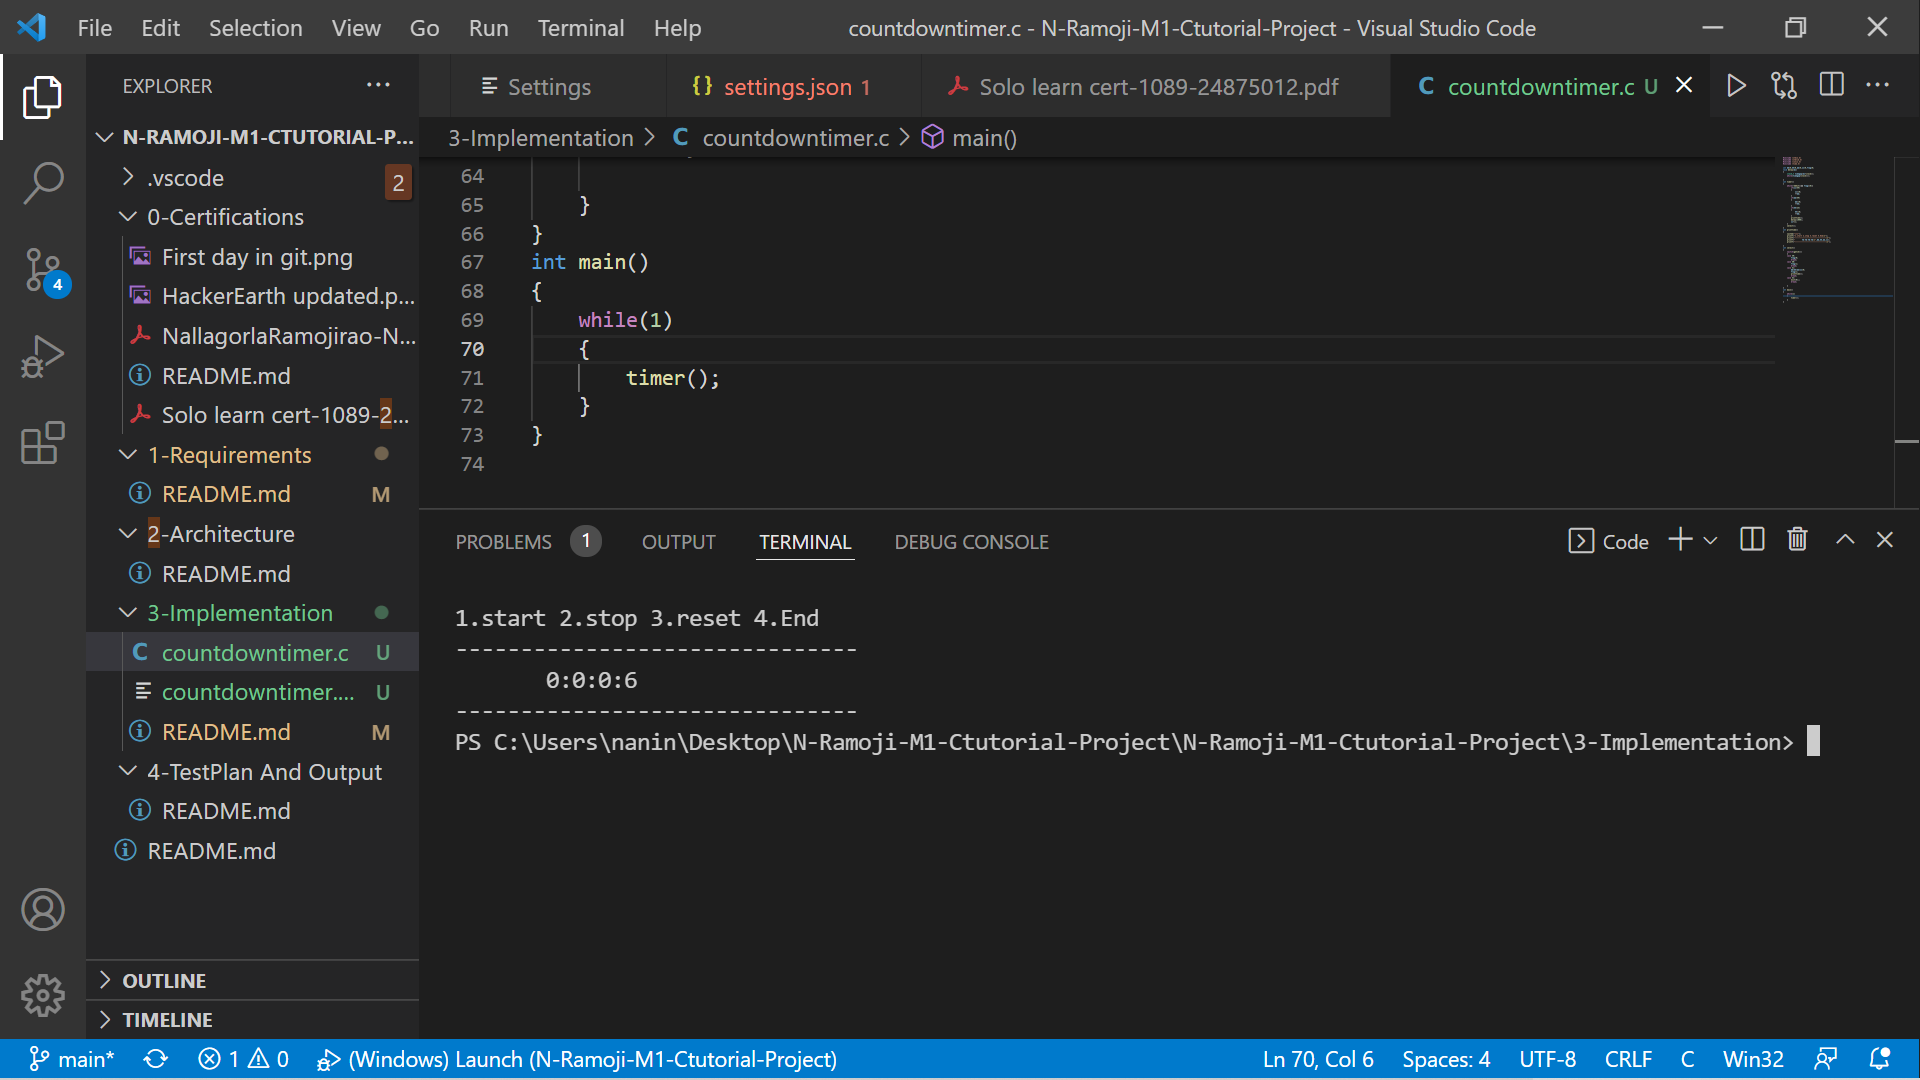 File Edit Selection View Go Run Terminal Help
countdowntimer.c - N-Ramoji-M1-Ctutorial-Project - Visual Studio Code
EXPLORER ...
N-RAMOJI-M1-CTUTORIAL-P...
.vscode 2
0-Certifications
First day in git.png
HackerEarth updated.p...
NallagorlaRamojirao-N...
README.md
Solo learn cert-1089-2...
1-Requirements
README.md M
2-Architecture
README.md
3-Implementation
countdowntimer.c U
countdowntimer.... U
README.md M
4-TestPlan And Output
README.md
README.md
OUTLINE
TIMELINE
4
Settings {} settings.json 1 Solo learn cert-1089-24875012.pdf C countdowntimer.c U
3-Implementation > C countdowntimer.c > main()
64
65 }
66 }
67 int main()
68 {
69 while(1)
70 {
71 timer();
72 }
73 }
74
PROBLEMS 1 OUTPUT TERMINAL DEBUG CONSOLE Code
1.start 2.stop 3.reset 4.End
-------------------------------
0:0:0:6
-------------------------------
PS C:\Users\nanin\Desktop\N-Ramoji-M1-Ctutorial-Project\N-Ramoji-M1-Ctutorial-Project\3-Implementation>
main* 1 0 (Windows) Launch (N-Ramoji-M1-Ctutorial-Project) Ln 70, Col 6 Spaces: 4 UTF-8 CRLF C Win32